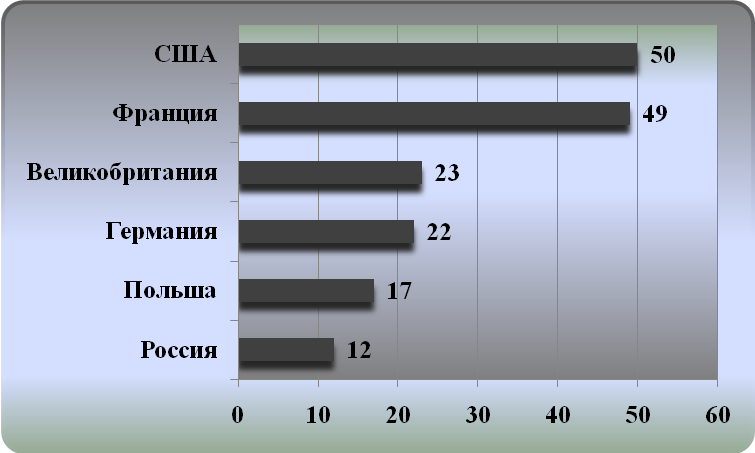 США 50
Франция 49
Великобритания 23
Германия 22
Польша 17
Россия 12
0 10 20 30 40 50 60